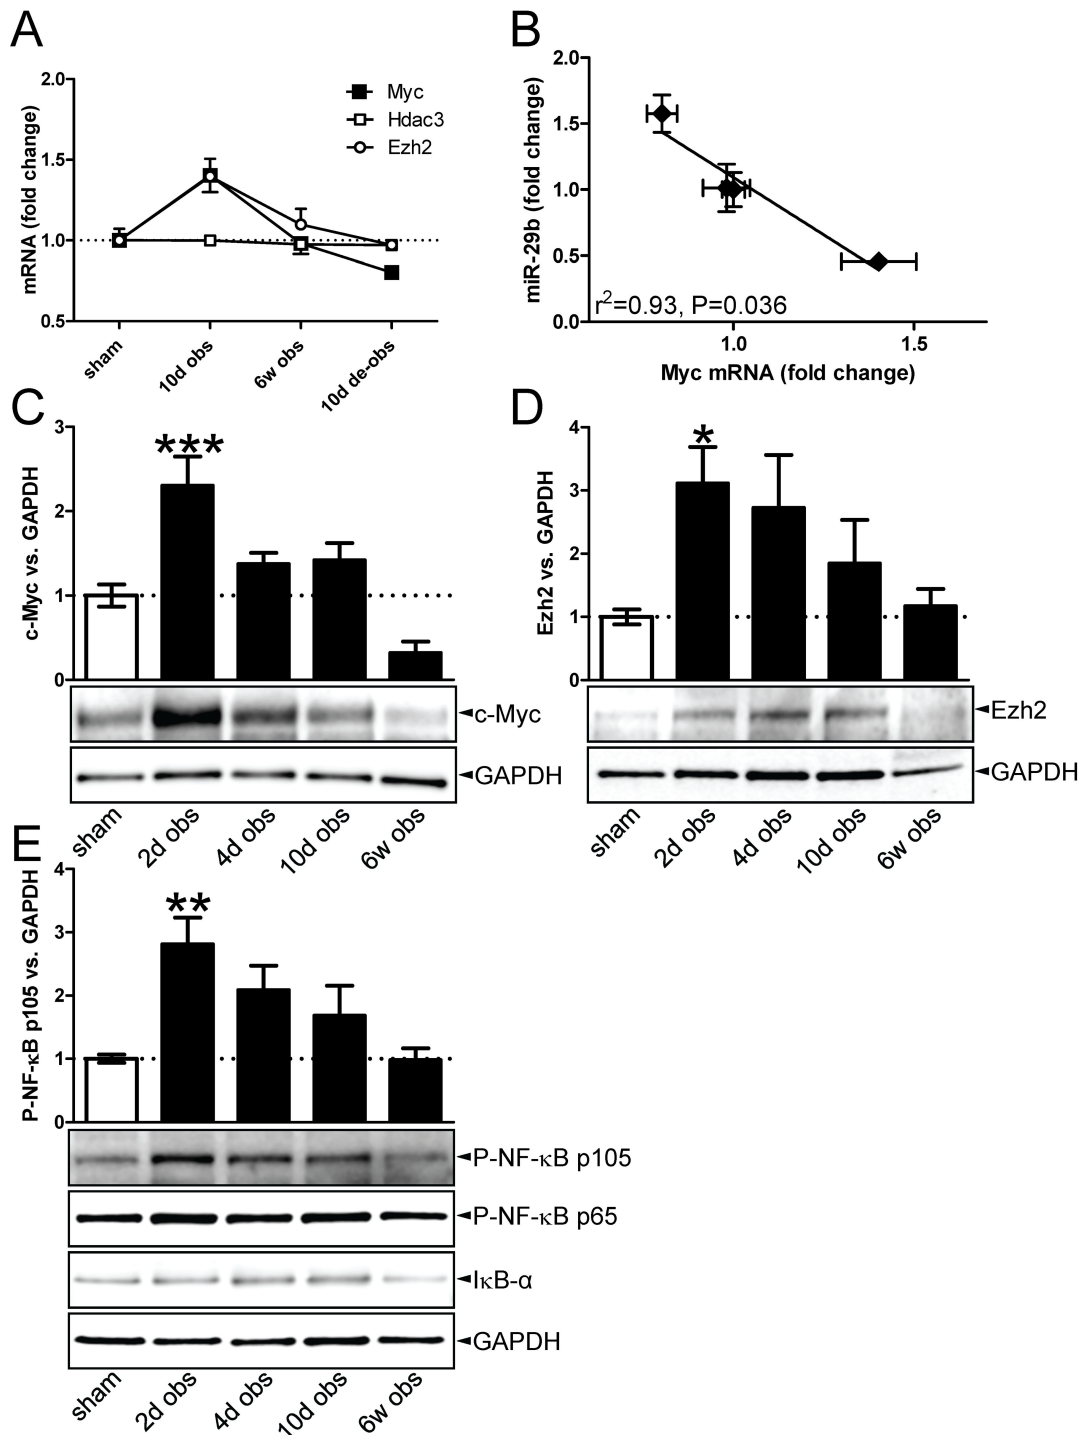 A
mRNA (fold change)
2.0
1.5
1.0
0.5
Myc
Hdac3
Ezh2
sham
10d obs
6w obs
10d de-obs
B
miR-29b (fold change)
2.0
1.5
1.0
0.5
0.0
r²=0.93, P=0.036
1.0
1.5
Myc mRNA (fold change)
C
c-Myc vs. GAPDH
3
2
1
0
***
c-Myc
GAPDH
sham
2d obs
4d obs
10d obs
6w obs
D
Ezh2 vs. GAPDH
4
3
2
1
0
*
Ezh2
GAPDH
sham
2d obs
4d obs
10d obs
6w obs
E
P-NF-κB p105 vs. GAPDH
4
3
2
1
0
**
P-NF-κB p105
P-NF-κB p65
IκB-α
GAPDH
sham
2d obs
4d obs
10d obs
6w obs